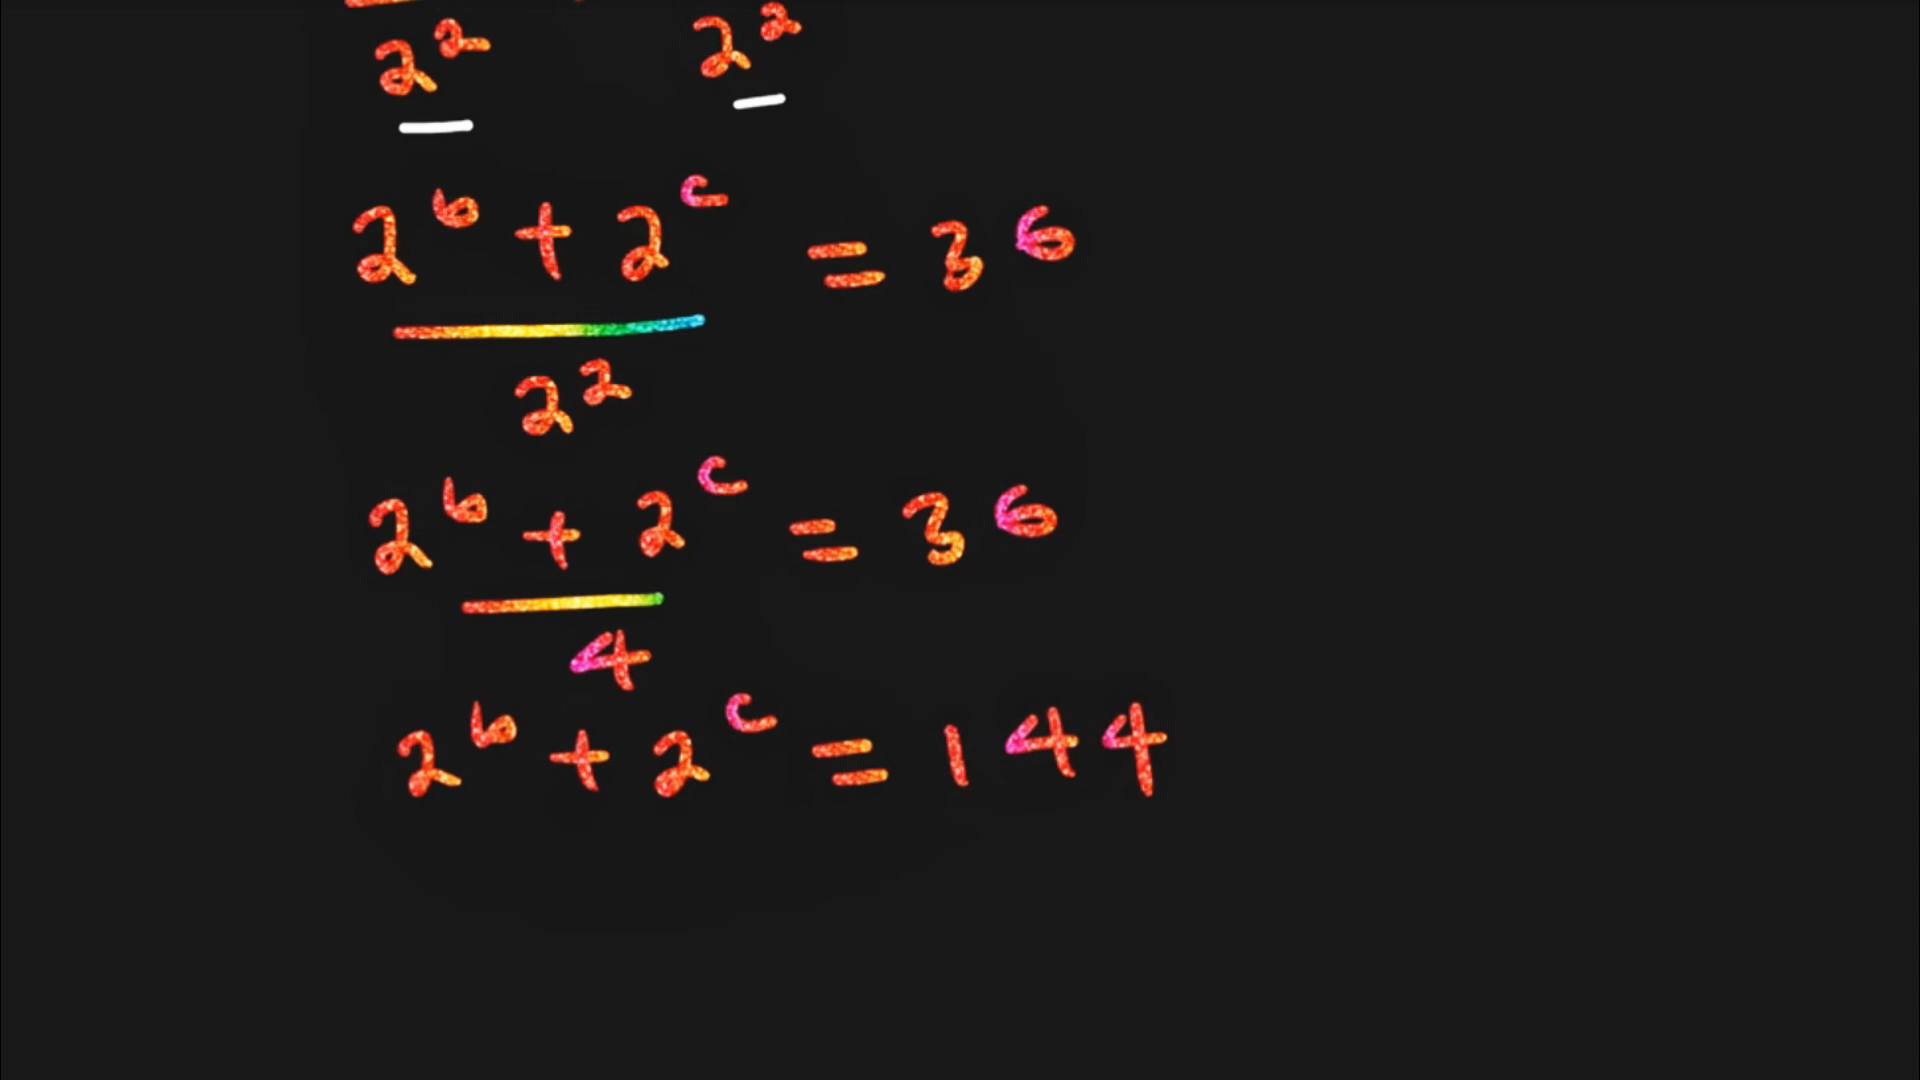 2² 2²
2ᵇ + 2ᶜ = 36
2²
2ᵇ + 2ᶜ = 36
4
2ᵇ + 2ᶜ = 144